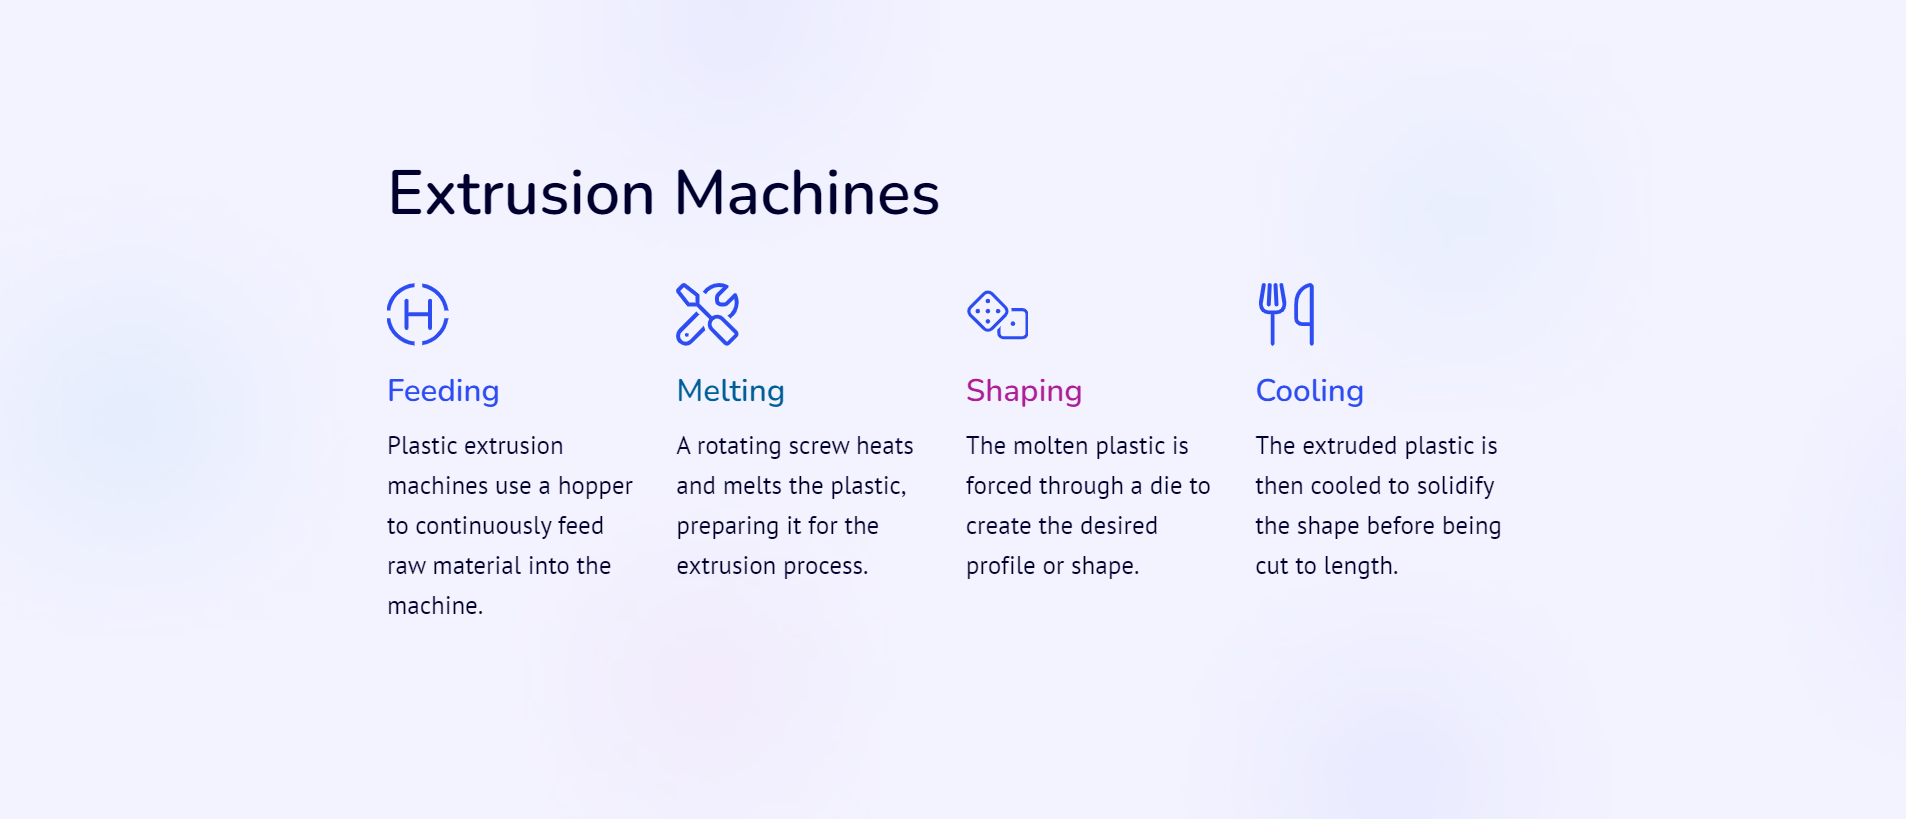 Extrusion Machines
Feeding
Plastic extrusion
machines use a hopper
to continuously feed
raw material into the
machine.
Melting
A rotating screw heats
and melts the plastic,
preparing it for the
extrusion process.
Shaping
The molten plastic is
forced through a die to
create the desired
profile or shape.
Cooling
The extruded plastic is
then cooled to solidify
the shape before being
cut to length.